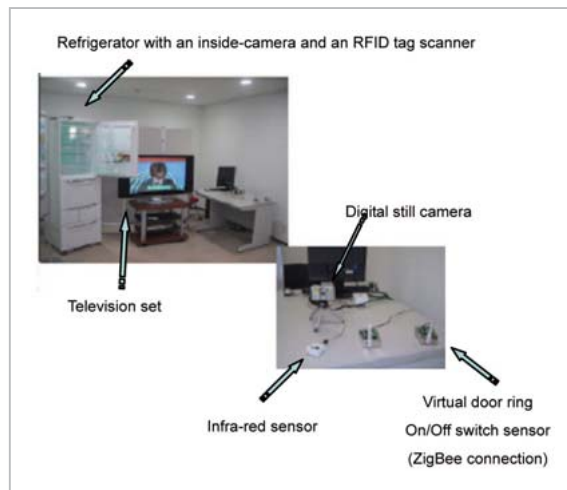 Refrigerator with an inside-camera and an RFID tag scanner
Digital still camera
Television set
Infra-red sensor
Virtual door ring
On/Off switch sensor
(ZigBee connection)